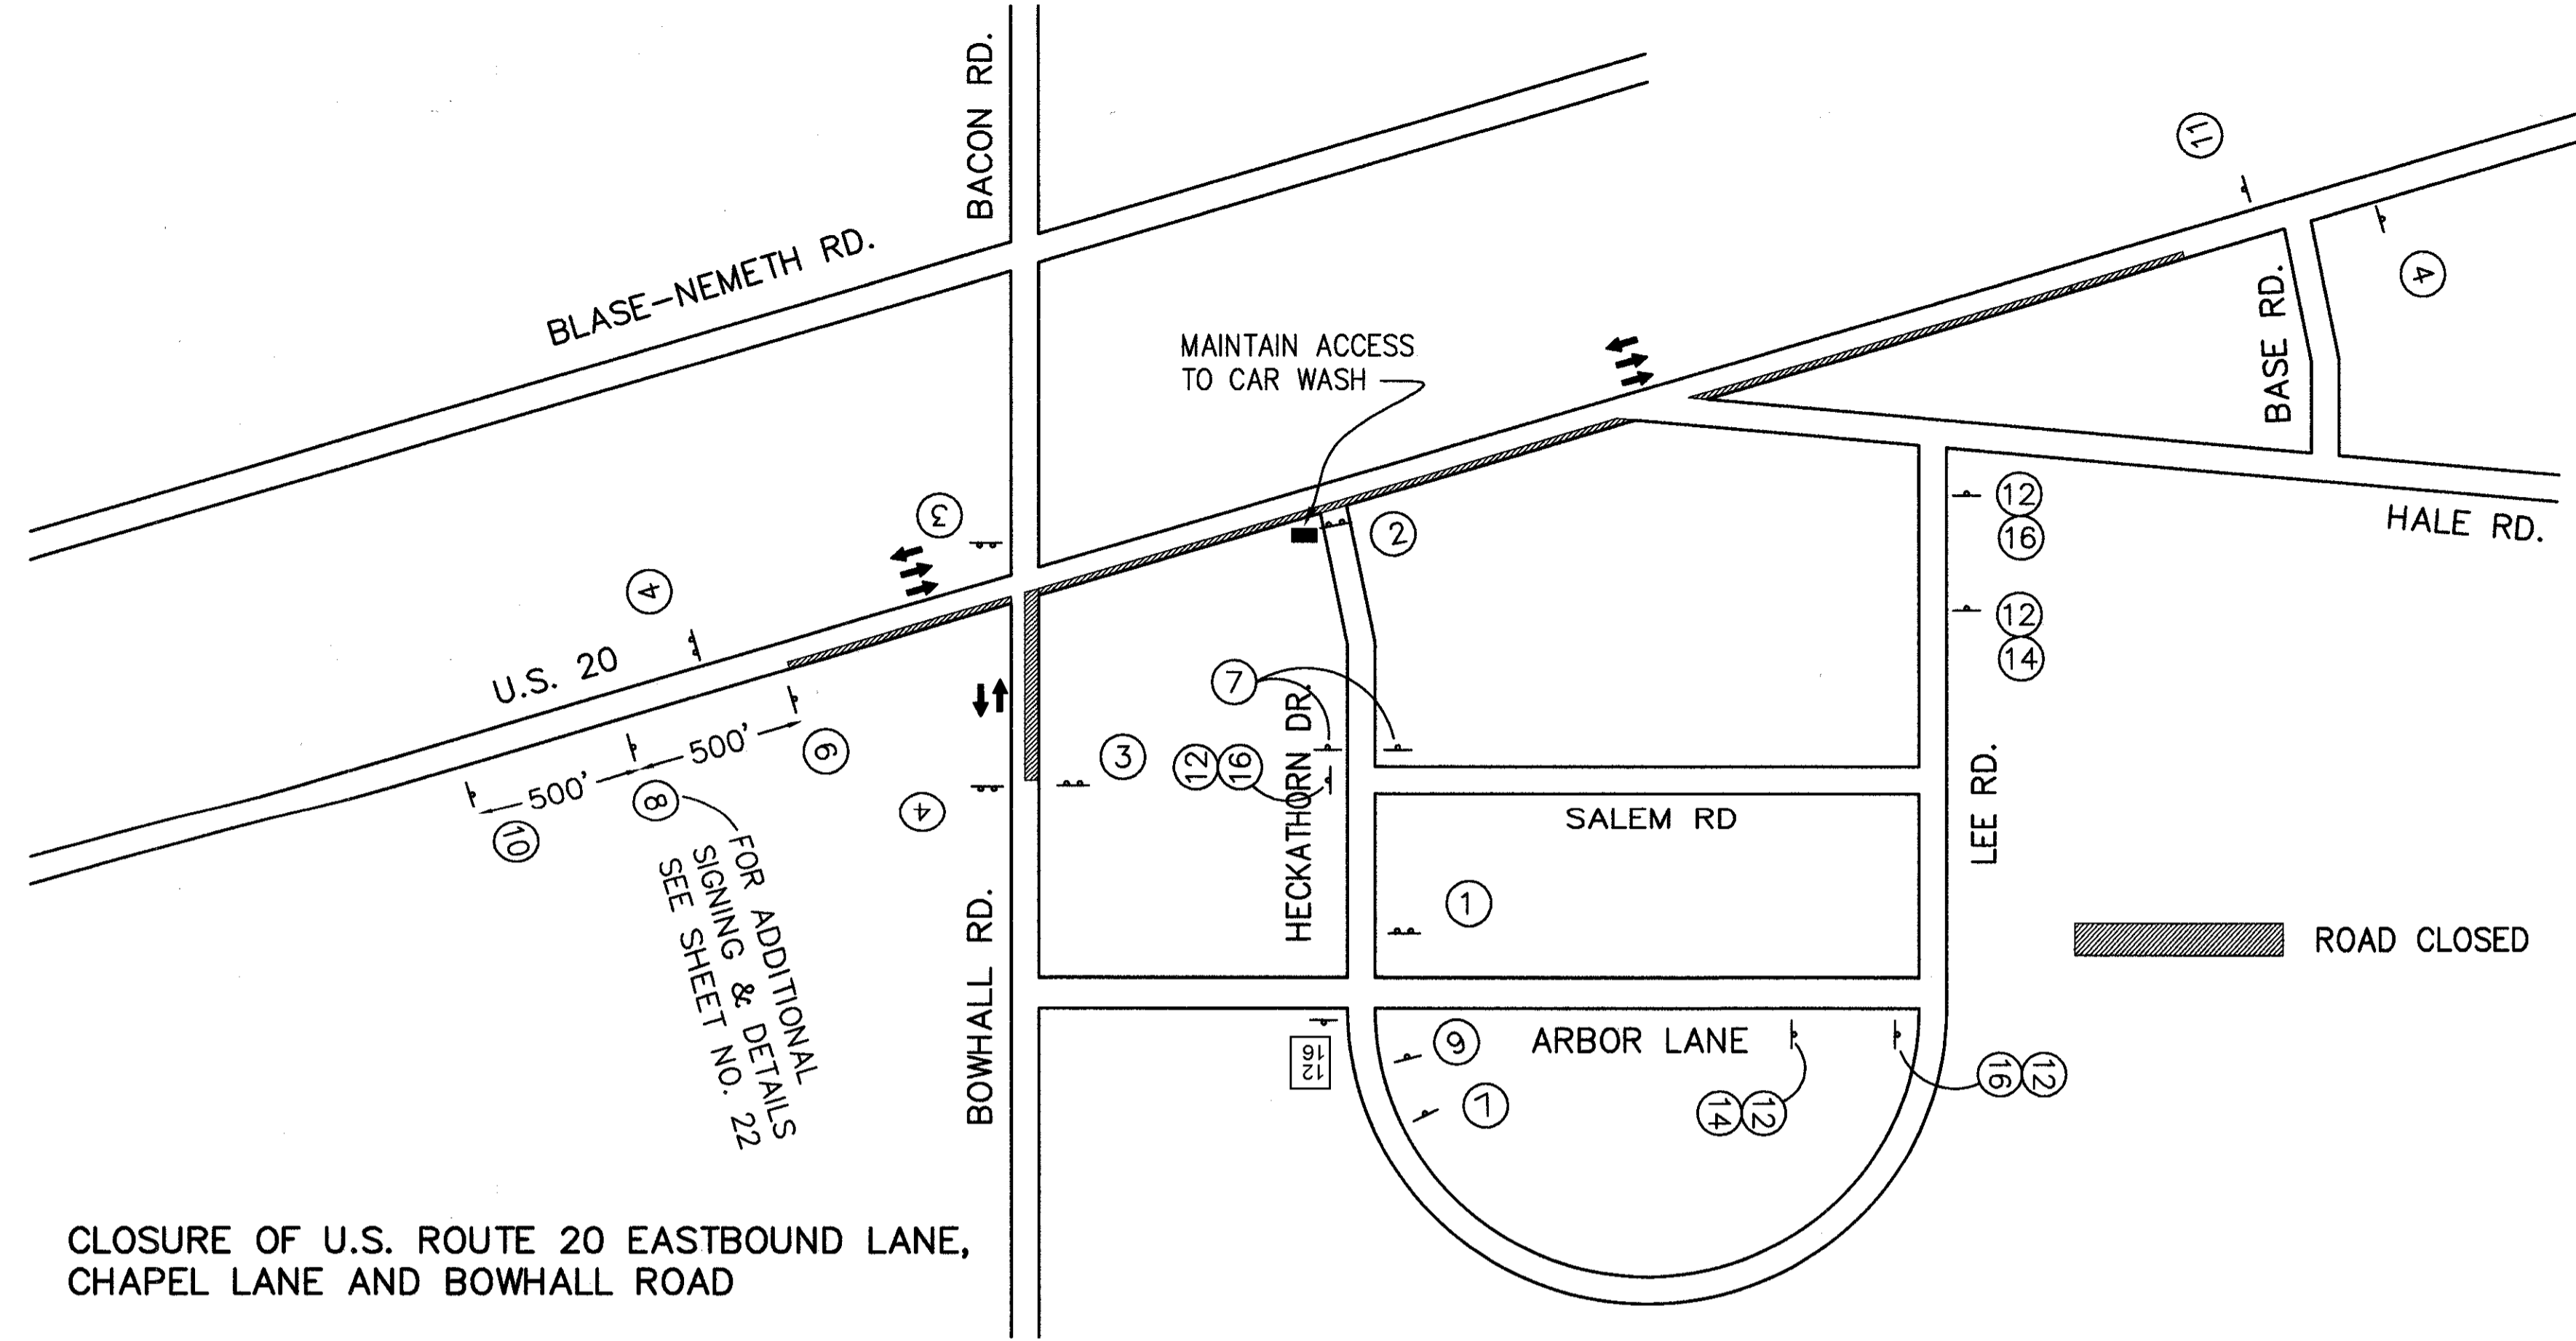 BACON RD.
11
BLASE-NEMETH RD.
4
BASE RD.
MAINTAIN ACCESS
TO CAR WASH
3
2
12
16
HALE RD.
4
12
14
U.S. 20
7
500'
3
12 16
6
500'
8
4
10
HECKATHORN DR.
SALEM RD
LEE RD.
FOR ADDITIONAL
SIGNING & DETAILS
SEE SHEET NO. 22
1
BOWHALL RD.
ROAD CLOSED
12
16
9
ARBOR LANE
7
14 12
16 12
CLOSURE OF U.S. ROUTE 20 EASTBOUND LANE,
CHAPEL LANE AND BOWHALL ROAD